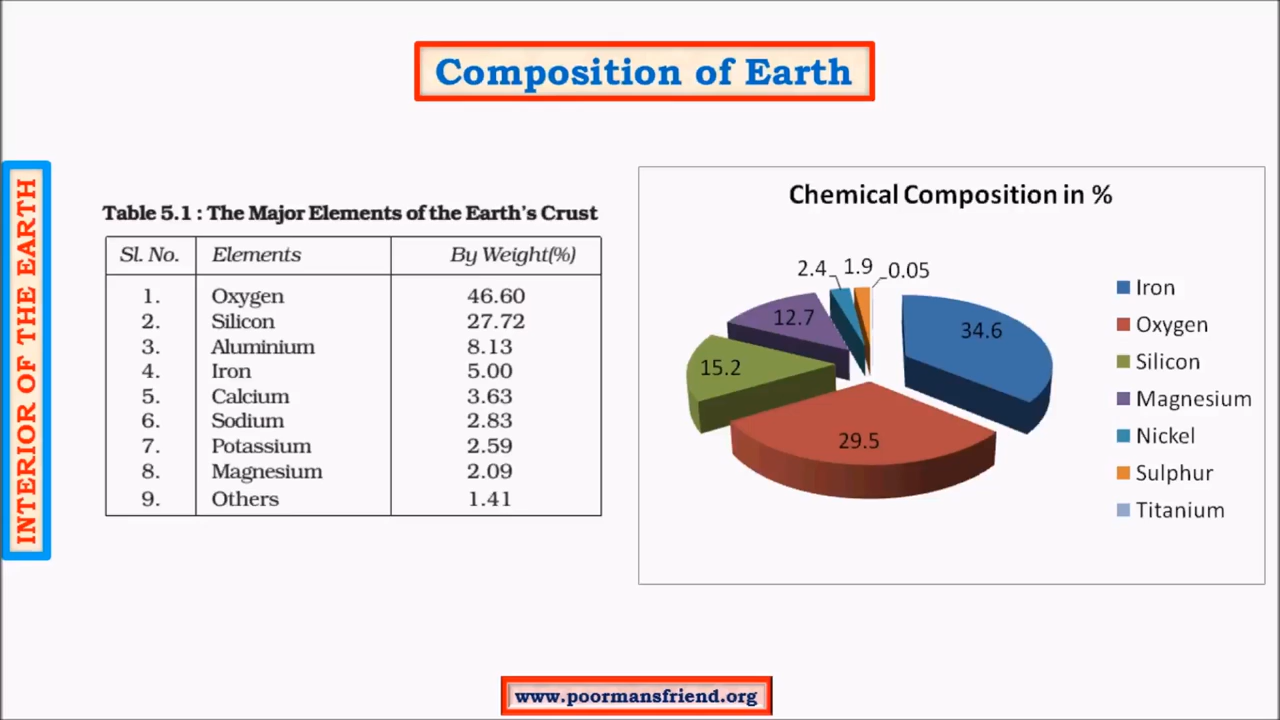 Composition of Earth
INTERIOR OF THE EARTH
Table 5.1 : The Major Elements of the Earth's Crust
Sl. No. Elements By Weight(%)
1. Oxygen 46.60
2. Silicon 27.72
3. Aluminium 8.13
4. Iron 5.00
5. Calcium 3.63
6. Sodium 2.83
7. Potassium 2.59
8. Magnesium 2.09
9. Others 1.41
Chemical Composition in %
2.4 1.9 0.05
12.7
34.6
15.2
29.5
Iron
Oxygen
Silicon
Magnesium
Nickel
Sulphur
Titanium
www.poormansfriend.org